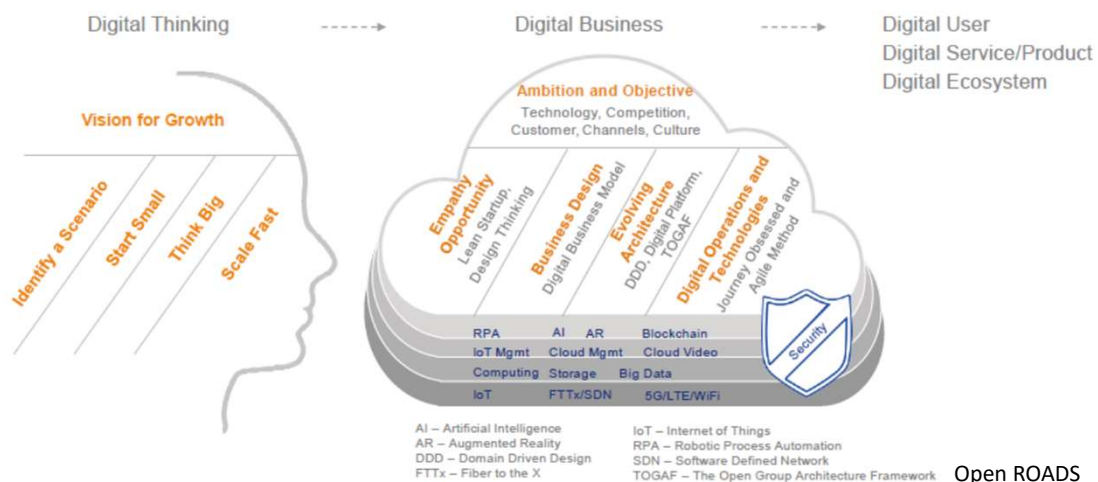 Digital Thinking
Digital Business
Digital User
Digital Service/Product
Digital Ecosystem
Vision for Growth
Identify a Scenario
Start Small
Think Big
Scale Fast
Ambition and Objective
Technology, Competition,
Customer, Channels, Culture
Empathy
Opportunity
Lean Startup,
Design Thinking
Business Design
Digital Business Model
Evolving
Architecture
DDD, Digital Platform,
TOGAF
Digital Operations and
Technologies
Journey Obsessed and
Agile Method
RPA AI AR Blockchain
IoT Mgmt Cloud Mgmt Cloud Video
Computing Storage Big Data
IoT FTTx/SDN 5G/LTE/WiFi
Security
AI – Artificial Intelligence
AR – Augmented Reality
DDD – Domain Driven Design
FTTx – Fiber to the X
IoT – Internet of Things
RPA – Robotic Process Automation
SDN – Software Defined Network
TOGAF – The Open Group Architecture Framework
Open ROADS